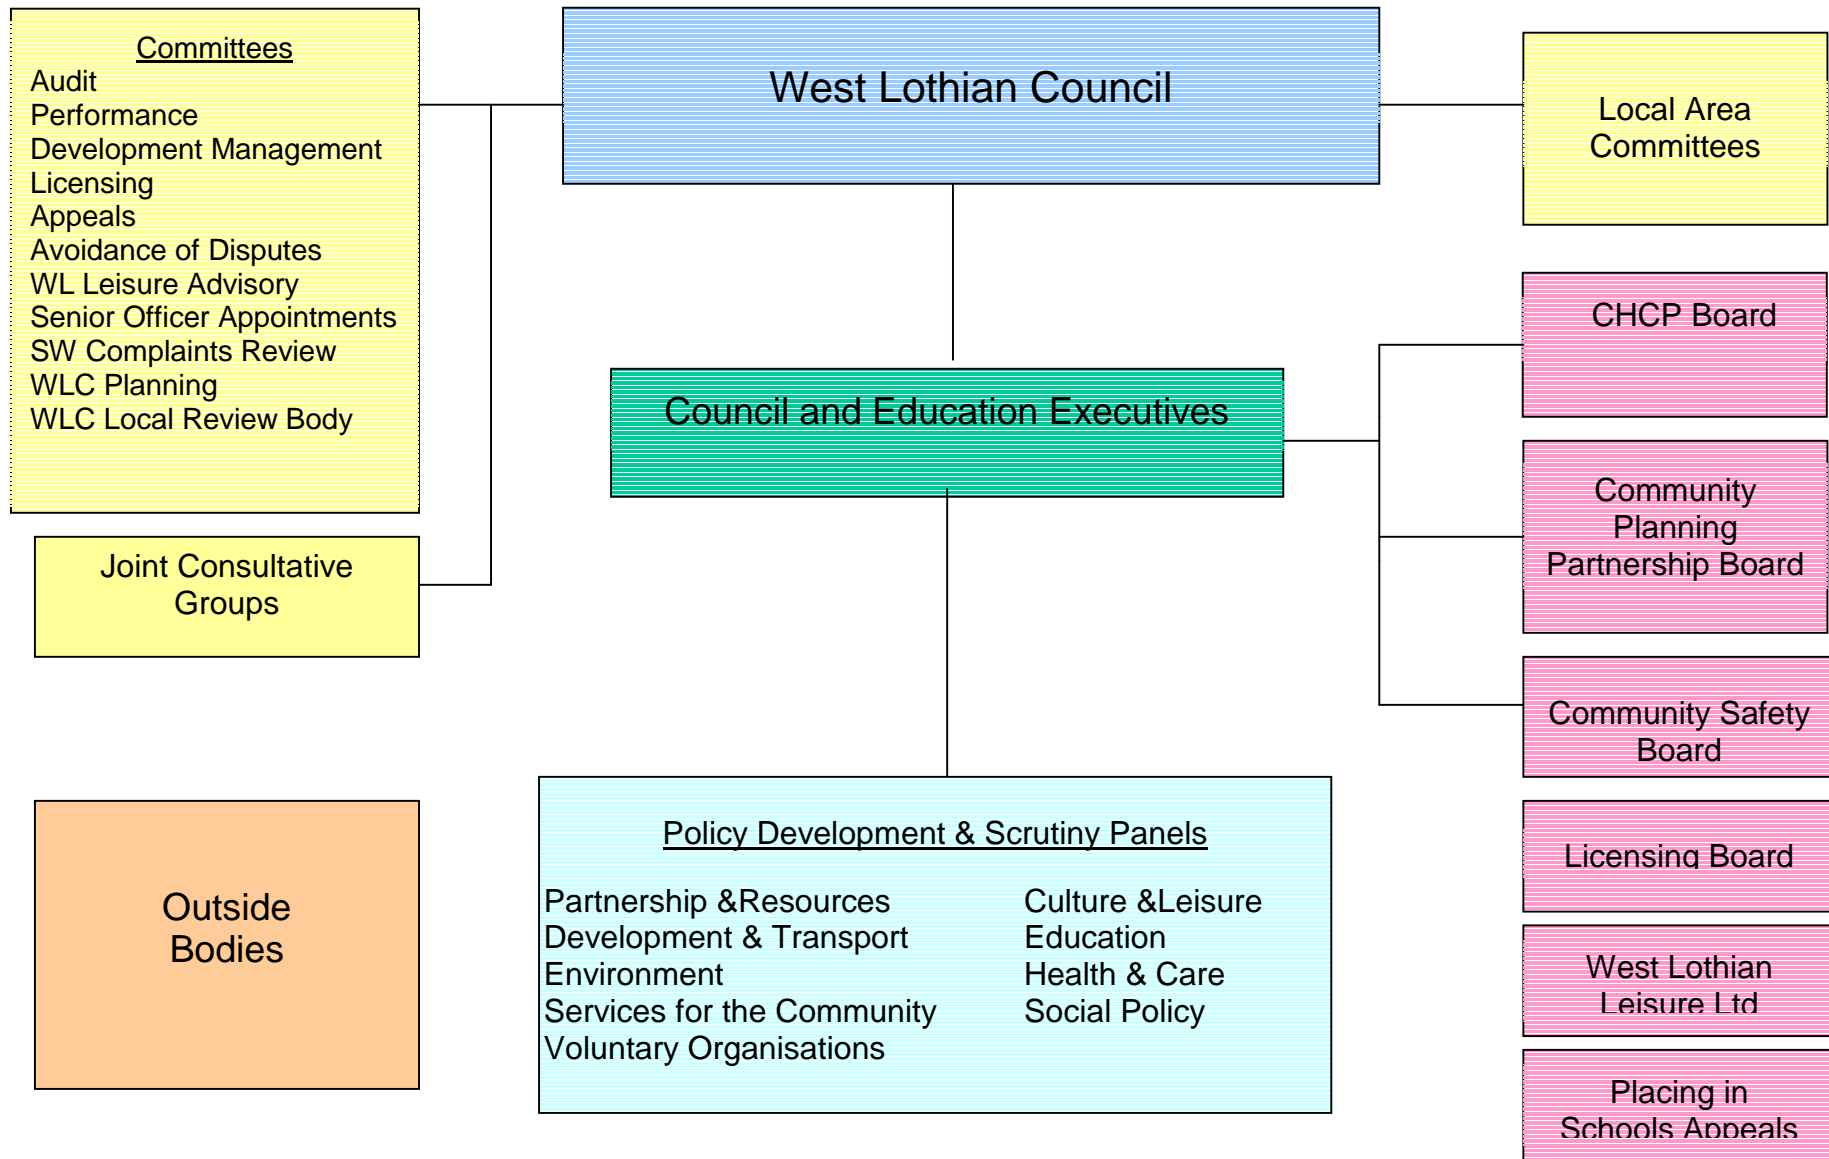 Committees
Audit
Performance
Development Management
Licensing
Appeals
Avoidance of Disputes
WL Leisure Advisory
Senior Officer Appointments
SW Complaints Review
WLC Planning
WLC Local Review Body
Joint Consultative
Groups
Outside
Bodies
West Lothian Council
Council and Education Executives
Policy Development & Scrutiny Panels
Partnership &Resources
Development & Transport
Environment
Services for the Community
Voluntary Organisations
Culture &Leisure
Education
Health & Care
Social Policy
Local Area
Committees
CHCP Board
Community
Planning
Partnership Board
Community Safety
Board
Licensing Board
West Lothian
Leisure Ltd
Placing in
Schools Appeals